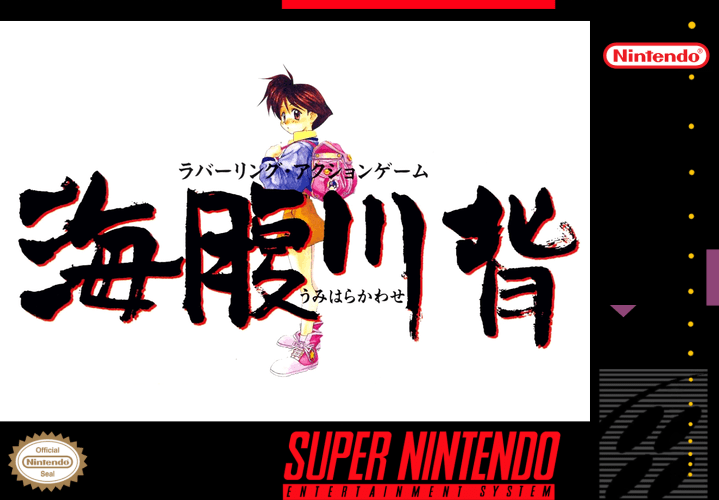 Nintendo®
ラバーリング・アクションゲーム
海腹川背
うみはらかわせ
Official
Nintendo
Seal
SUPER NINTENDO
ENTERTAINMENT SYSTEM